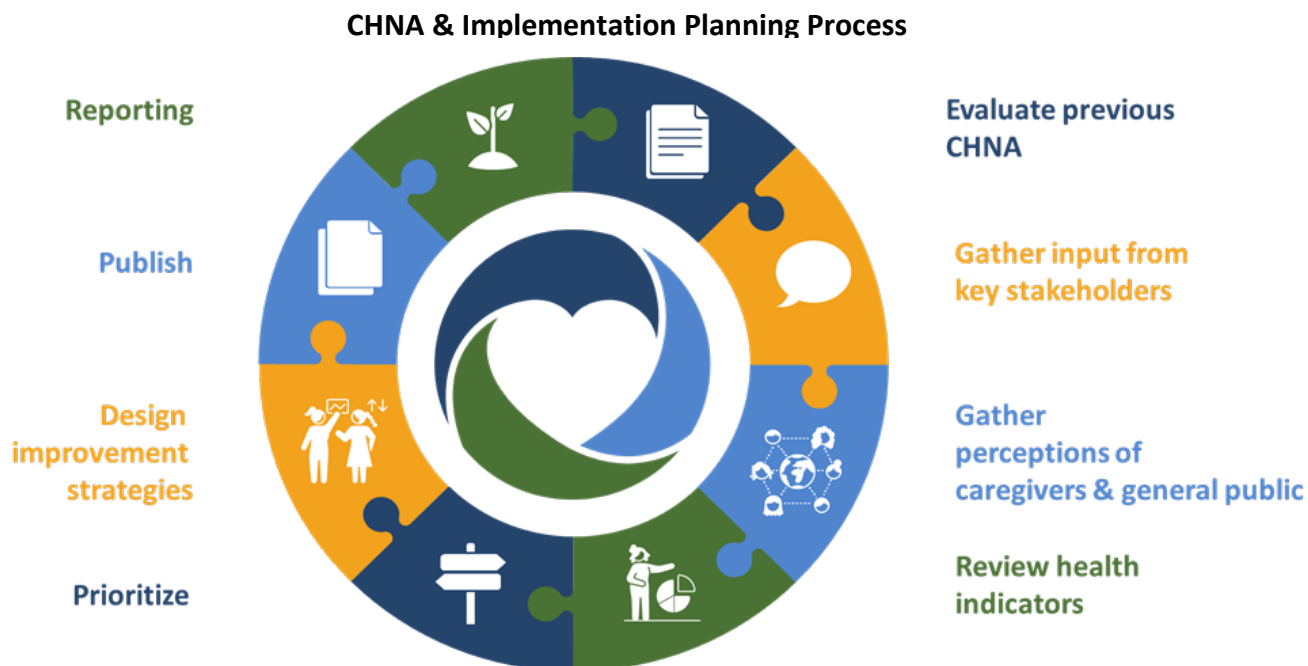 CHNA & Implementation Planning Process
Reporting
Evaluate previous
CHNA
Publish
Gather input from
key stakeholders
Design
improvement
strategies
Gather
perceptions of
caregivers & general public
Prioritize
Review health
indicators